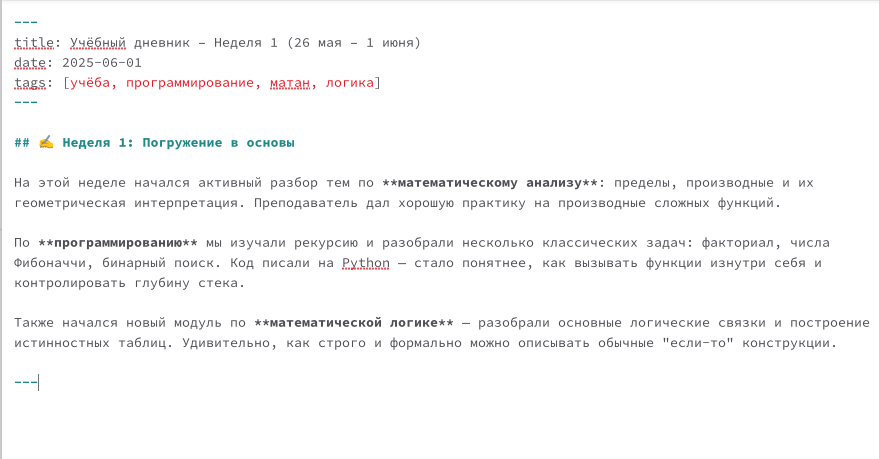 ---
title: Учёбный дневник – Неделя 1 (26 мая – 1 июня)
date: 2025-06-01
tags: [учёба, программирование, матан, логика]
---
## ✍️ Неделя 1: Погружение в основы
На этой неделе начался активный разбор тем по **математическому анализу**: пределы, производные и их
геометрическая интерпретация. Преподаватель дал хорошую практику на производные сложных функций.
По **программированию** мы изучали рекурсию и разобрали несколько классических задач: факториал, числа
Фибоначчи, бинарный поиск. Код писали на Python — стало понятнее, как вызывать функции изнутри себя и
контролировать глубину стека.
Также начался новый модуль по **математической логике** — разобрали основные логические связки и построение
истинностных таблиц. Удивительно, как строго и формально можно описывать обычные "если-то" конструкции.
---